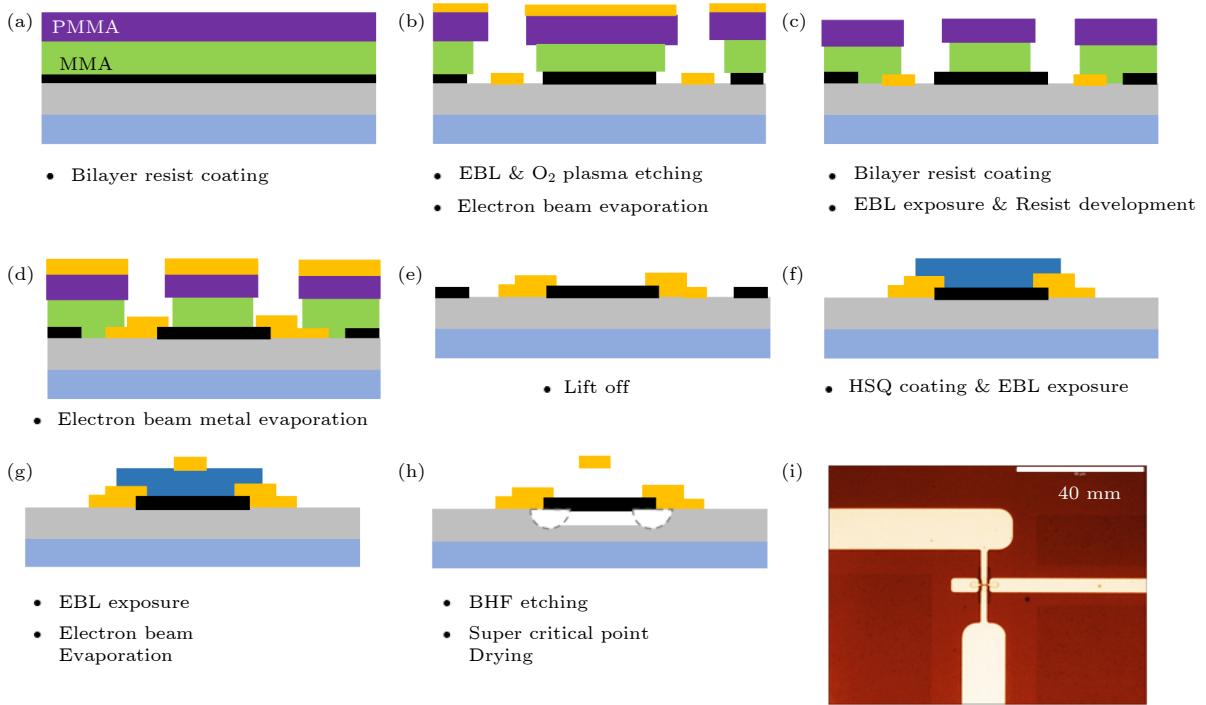 (a)
PMMA
MMA
• Bilayer resist coating
(b)
• EBL & O₂ plasma etching
• Electron beam evaporation
(c)
• Bilayer resist coating
• EBL exposure & Resist development
(d)
• Electron beam metal evaporation
(e)
• Lift off
(f)
• HSQ coating & EBL exposure
(g)
• EBL exposure
• Electron beam
Evaporation
(h)
• BHF etching
• Super critical point
Drying
(i)
40 mm